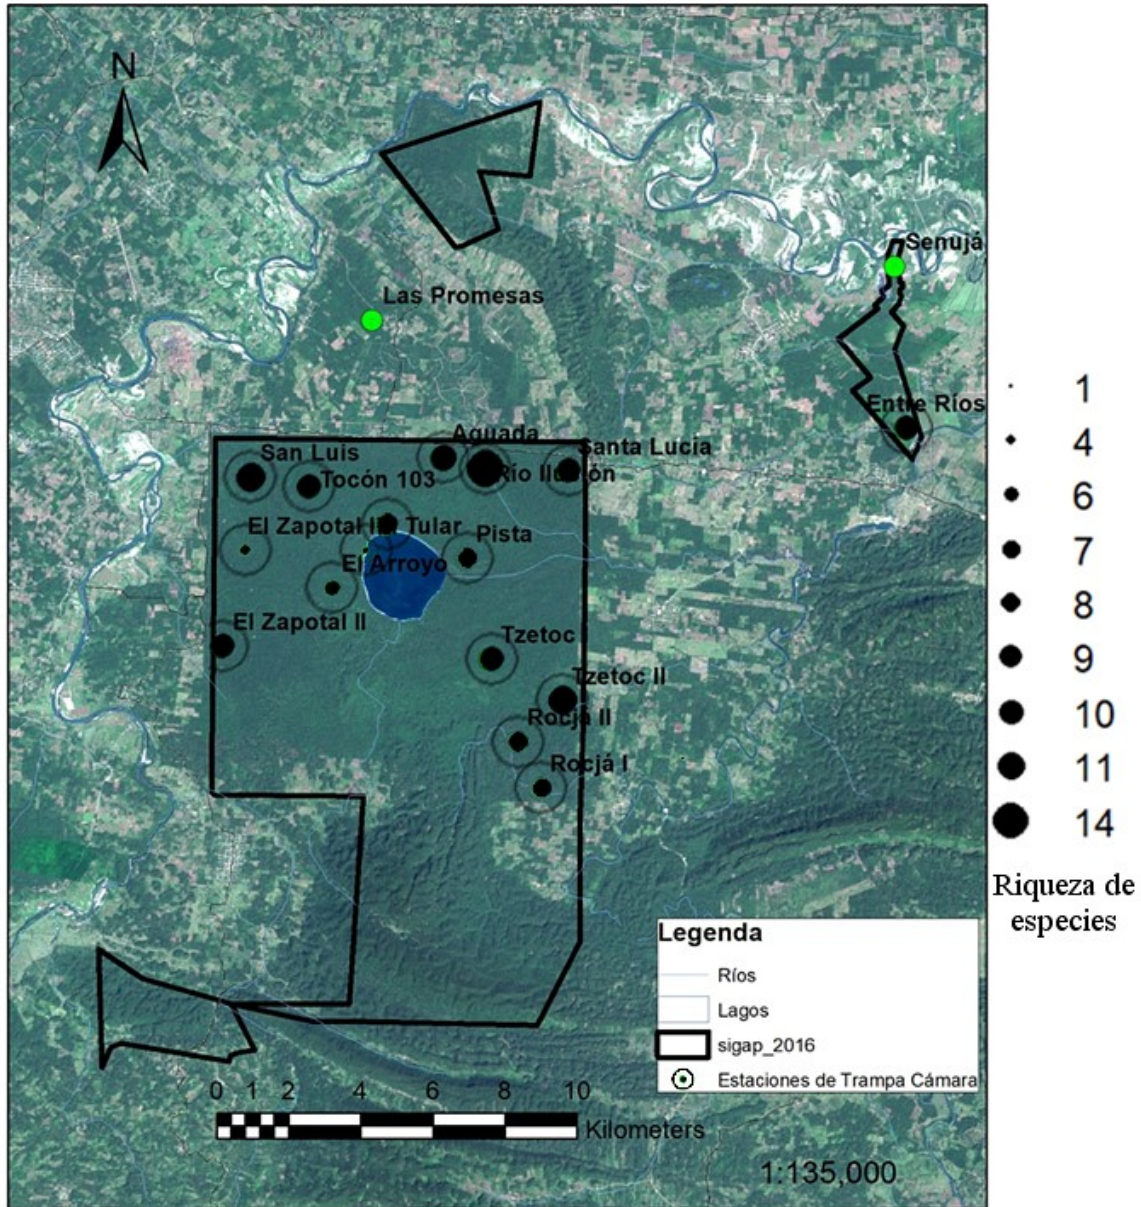 N
Senujá
Las Promesas
Entre Ríos
Aguada
Santa Lucía
San Luis
Río Ilusión
Tocón 103
El Zapotal I
El Tular
Pista
El Arroyo
El Zapotal II
Tzetoc I
Tzetoc II
Rocjá II
Rocjá I
1
4
6
7
8
9
10
11
14
Riqueza de
especies
Legenda
Ríos
Lagos
sigap_2016
Estaciones de Trampa Cámara
0 1 2 4 6 8 10
Kilometers
1:135,000